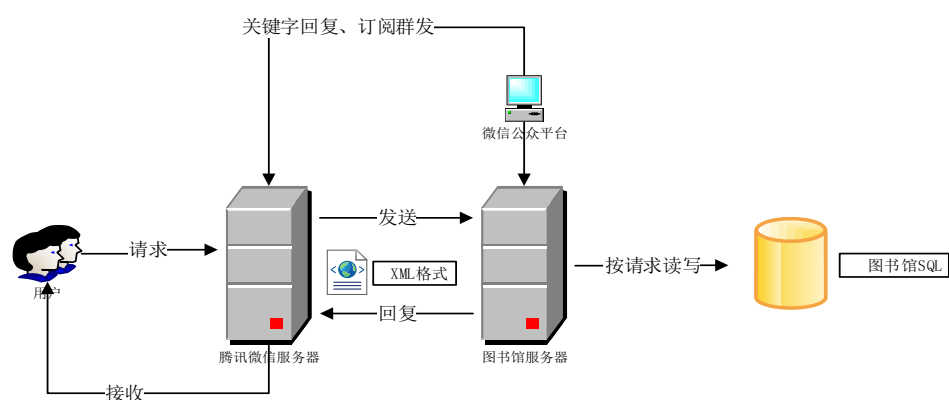 关键字回复、订阅群发
微信公众平台
请求
发送
XML格式
回复
按请求读写
图书馆SQL
用户
腾讯微信服务器
图书馆服务器
接收